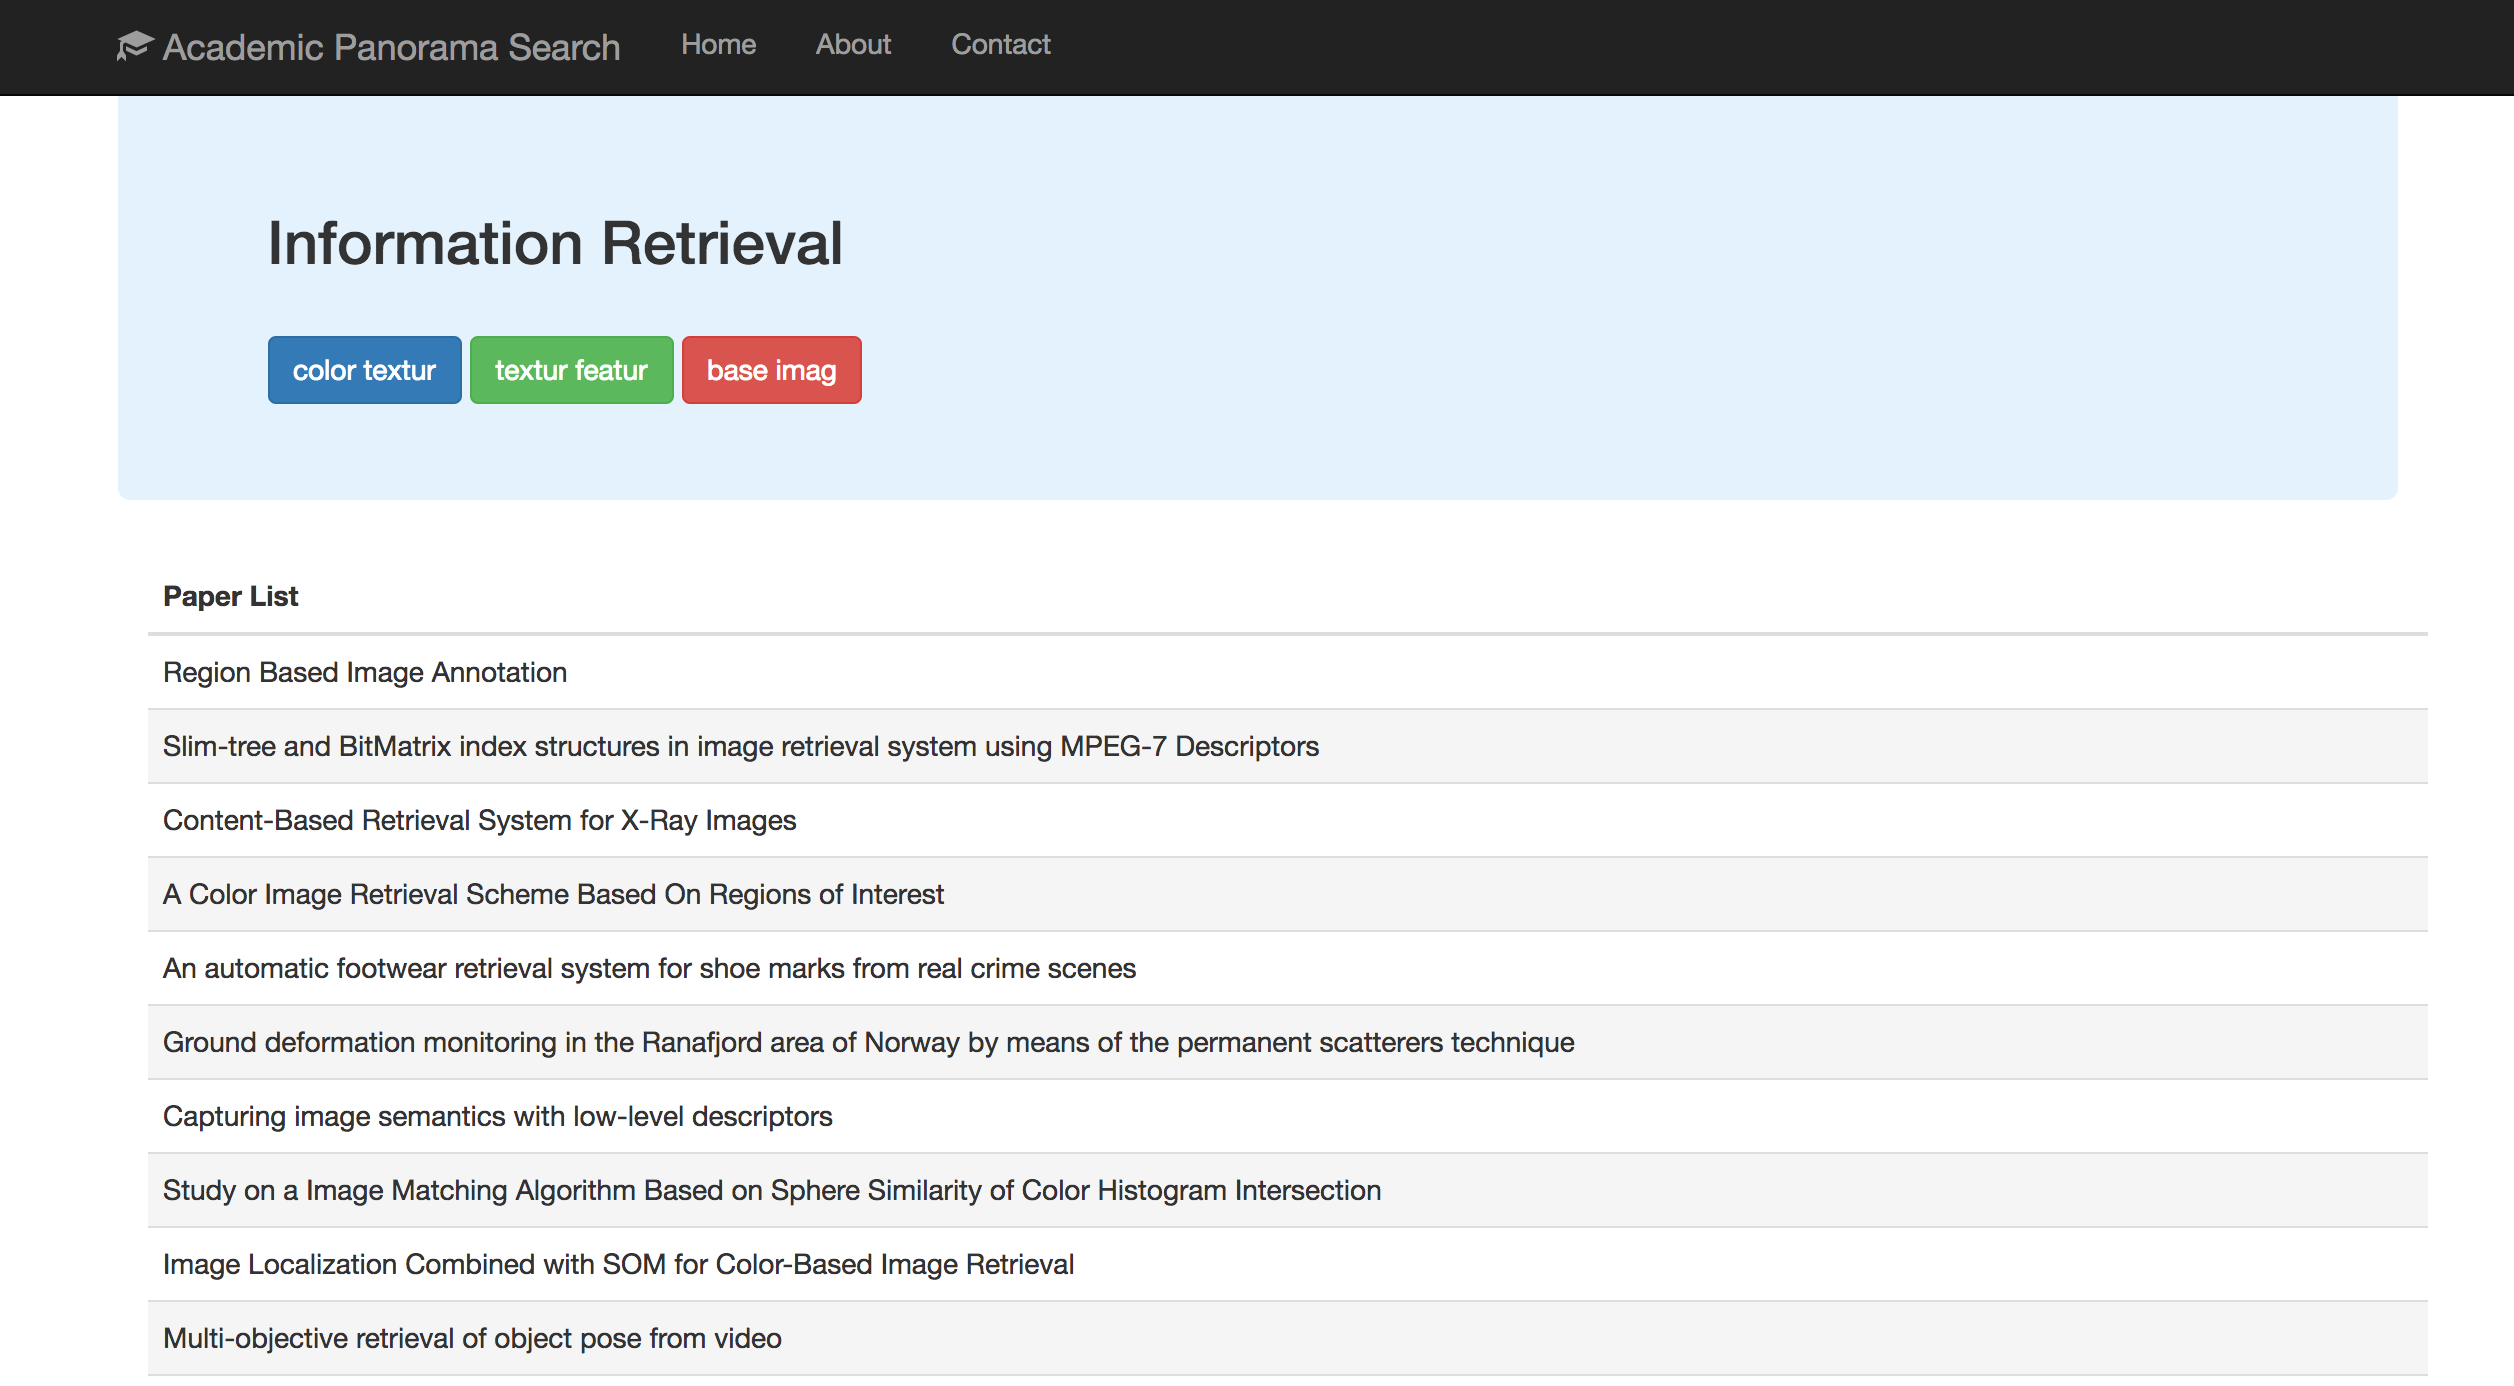 Academic Panorama Search Home About Contact
Information Retrieval
color textur textur featur base imag
Paper List
Region Based Image Annotation
Slim-tree and BitMatrix index structures in image retrieval system using MPEG-7 Descriptors
Content-Based Retrieval System for X-Ray Images
A Color Image Retrieval Scheme Based On Regions of Interest
An automatic footwear retrieval system for shoe marks from real crime scenes
Ground deformation monitoring in the Ranafjord area of Norway by means of the permanent scatterers technique
Capturing image semantics with low-level descriptors
Study on a Image Matching Algorithm Based on Sphere Similarity of Color Histogram Intersection
Image Localization Combined with SOM for Color-Based Image Retrieval
Multi-objective retrieval of object pose from video